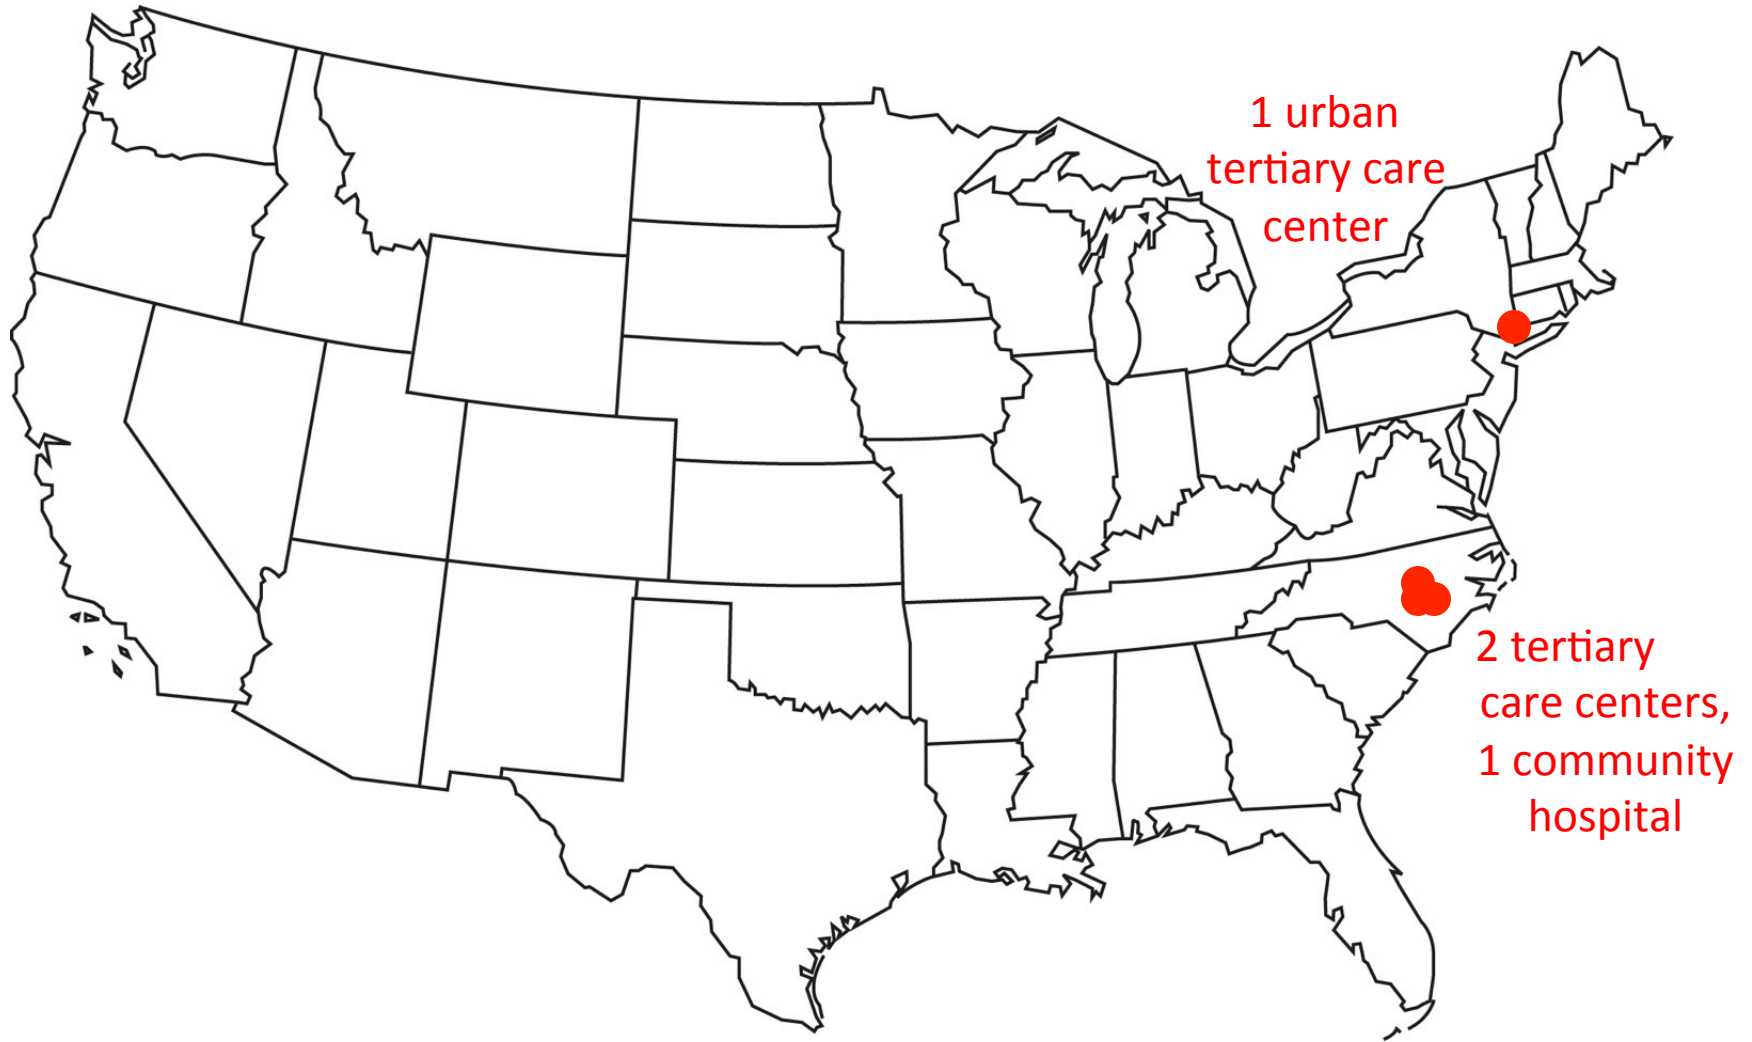 1 urban
tertiary care
center
2 tertiary
care centers,
1 community
hospital